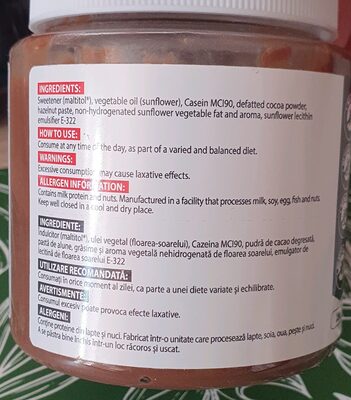 INGREDIENTS:
Sweetener (maltitol*), vegetable oil (sunflower), Casein MCI90, defatted cocoa powder,
hazelnut paste, non-hydrogenated sunflower vegetable fat and aroma, sunflower lecithin
emulsifier E-322
HOW TO USE:
Consume at any time of the day, as part of a varied and balanced diet.
WARNINGS:
Excessive consumption may cause laxative effects.
ALLERGEN INFORMATION:
Contains milk protein and nuts. Manufactured in a facility that processes milk, soy, egg, fish and nuts.
Keep well closed in a cool and dry place.
INGREDIENTE:
Indulcitor (maltitol*), ulei vegetal (floarea-soarelui), Cazeina MCI90, pudră de cacao degresată,
pastă de alune, grăsime și aroma vegetală nehidrogenată de floarea soarelui, emulgator de
lecitină de floarea soarelui E-322
UTILIZARE RECOMANDATĂ:
Consumați în orice moment al zilei, ca parte a unei diete variate și echilibrate.
AVERTISMENTE:
Consumul excesiv poate provoca efecte laxative.
ALERGENI:
Conține proteine din lapte și nuci. Fabricat într-o unitate care procesează lapte, soia, oua, pește și nuci.
A se păstra bine închis într-un loc răcoros și uscat.